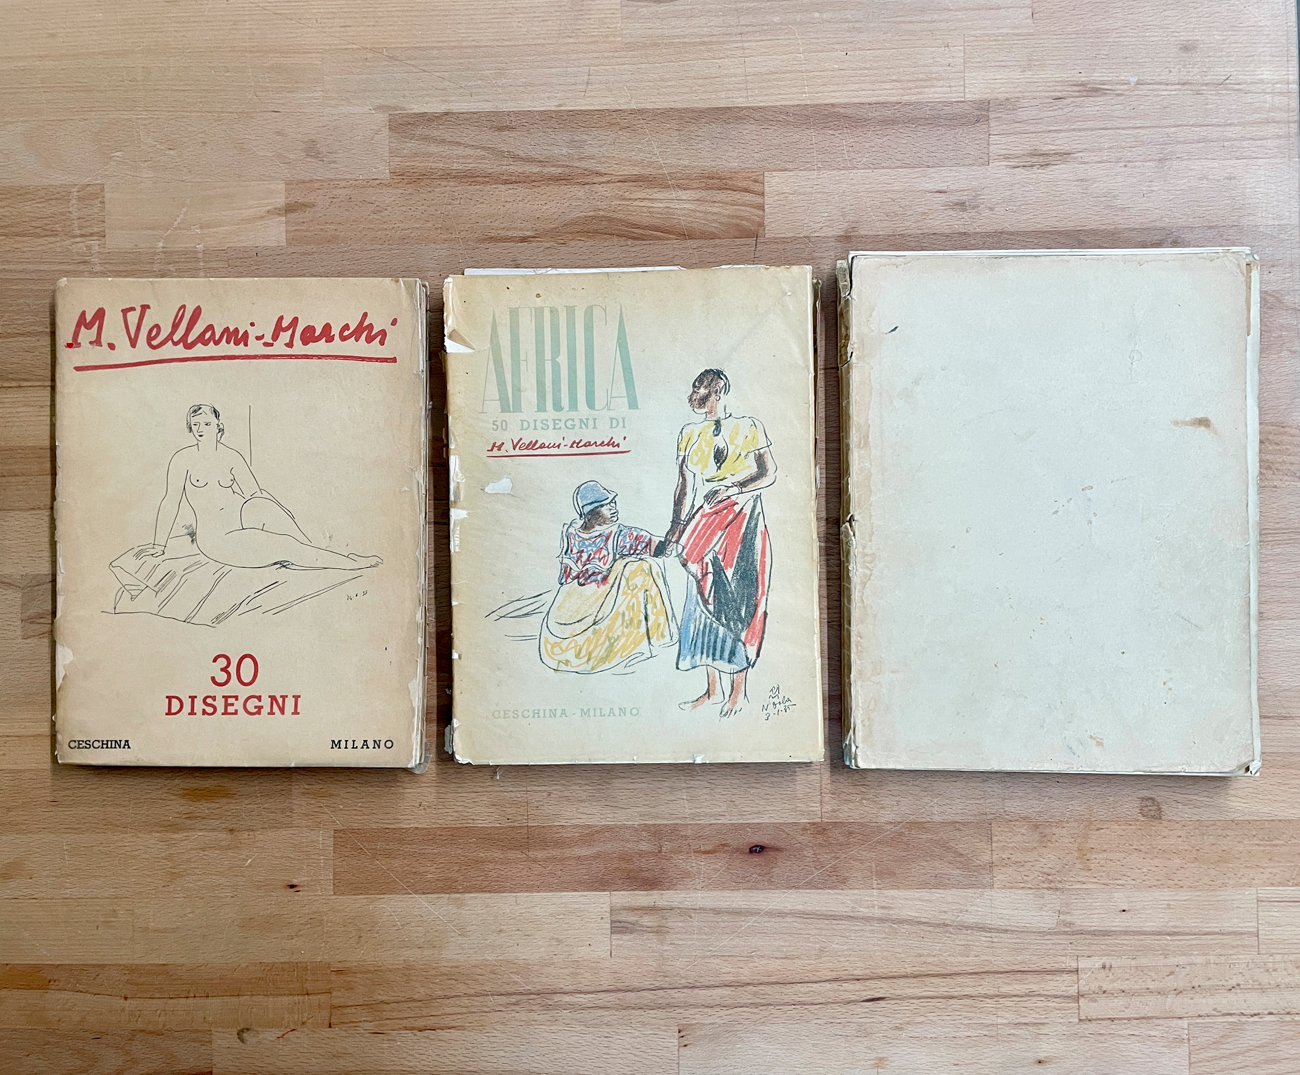 M. Vellani-Marchi
30
DISEGNI
CESCHINA
MILANO
AFRICA
50 DISEGNI DI
M. Vellani-Marchi
CESCHINA - MILANO